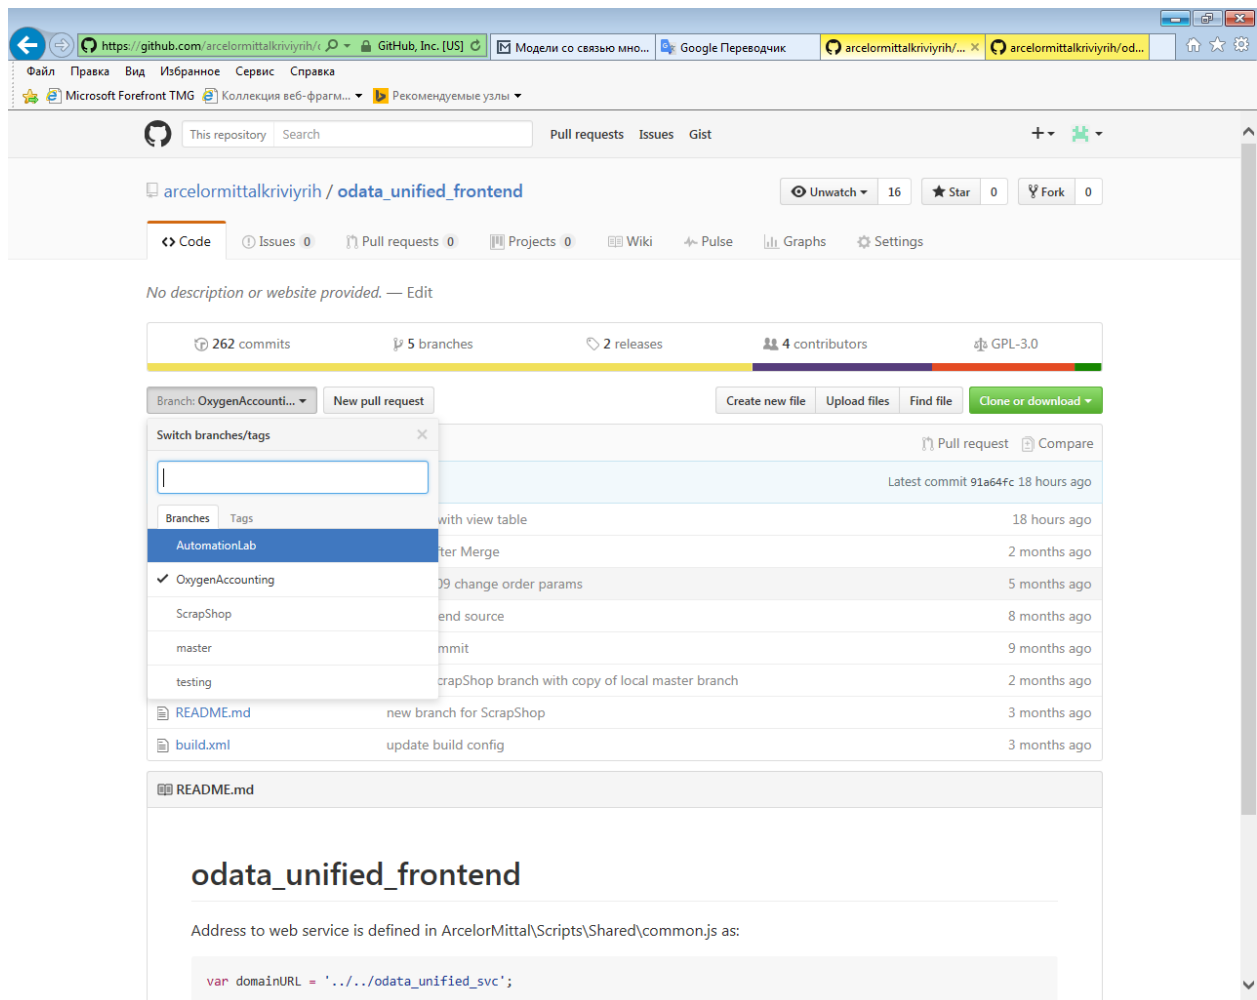 https://github.com/arcelormittalkriviyrih/
GitHub, Inc. [US]
Модели со связью мно...
Google Переводчик
arcelormittalkriviyrih/...
arcelormittalkriviyrih/od...
Файл Правка Вид Избранное Сервис Справка
Microsoft Forefront TMG Коллекция веб-фрагм... Рекомендуемые узлы
This repository Search Pull requests Issues Gist
arcelormittalkriviyrih / odata_unified_frontend
Unwatch 16 Star 0 Fork 0
Code Issues 0 Pull requests 0 Projects 0 Wiki Pulse Graphs Settings
No description or website provided. — Edit
262 commits 5 branches 2 releases 4 contributors GPL-3.0
Branch: OxygenAccounti... New pull request Create new file Upload files Find file Clone or download
Switch branches/tags
Pull request Compare
Latest commit 91a64fc 18 hours ago
Branches Tags
with view table 18 hours ago
AutomationLab
fter Merge 2 months ago
OxygenAccounting
09 change order params 5 months ago
ScrapShop
end source 8 months ago
master
mmit 9 months ago
testing
crapShop branch with copy of local master branch 2 months ago
README.md new branch for ScrapShop 3 months ago
build.xml update build config 3 months ago
README.md
odata_unified_frontend
Address to web service is defined in ArcelorMittal\Scripts\Shared\common.js as:
var domainURL = '../../odata_unified_svc';